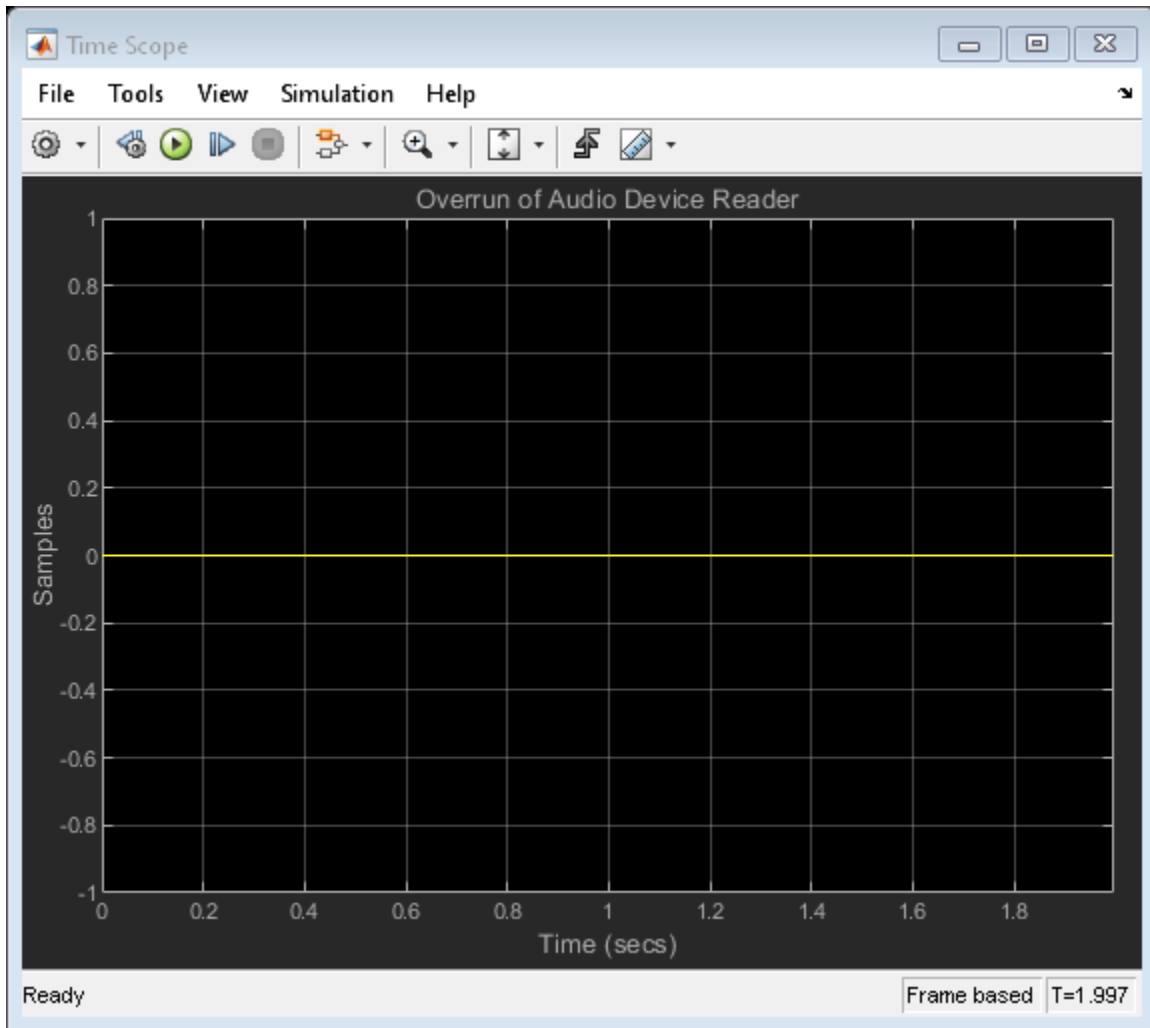 Time Scope
File Tools View Simulation Help
Overrun of Audio Device Reader
1
0.8
0.6
0.4
0.2
0
-0.2
-0.4
-0.6
-0.8
-1
Samples
0 0.2 0.4 0.6 0.8 1 1.2 1.4 1.6 1.8
Time (secs)
Ready Frame based T=1.997